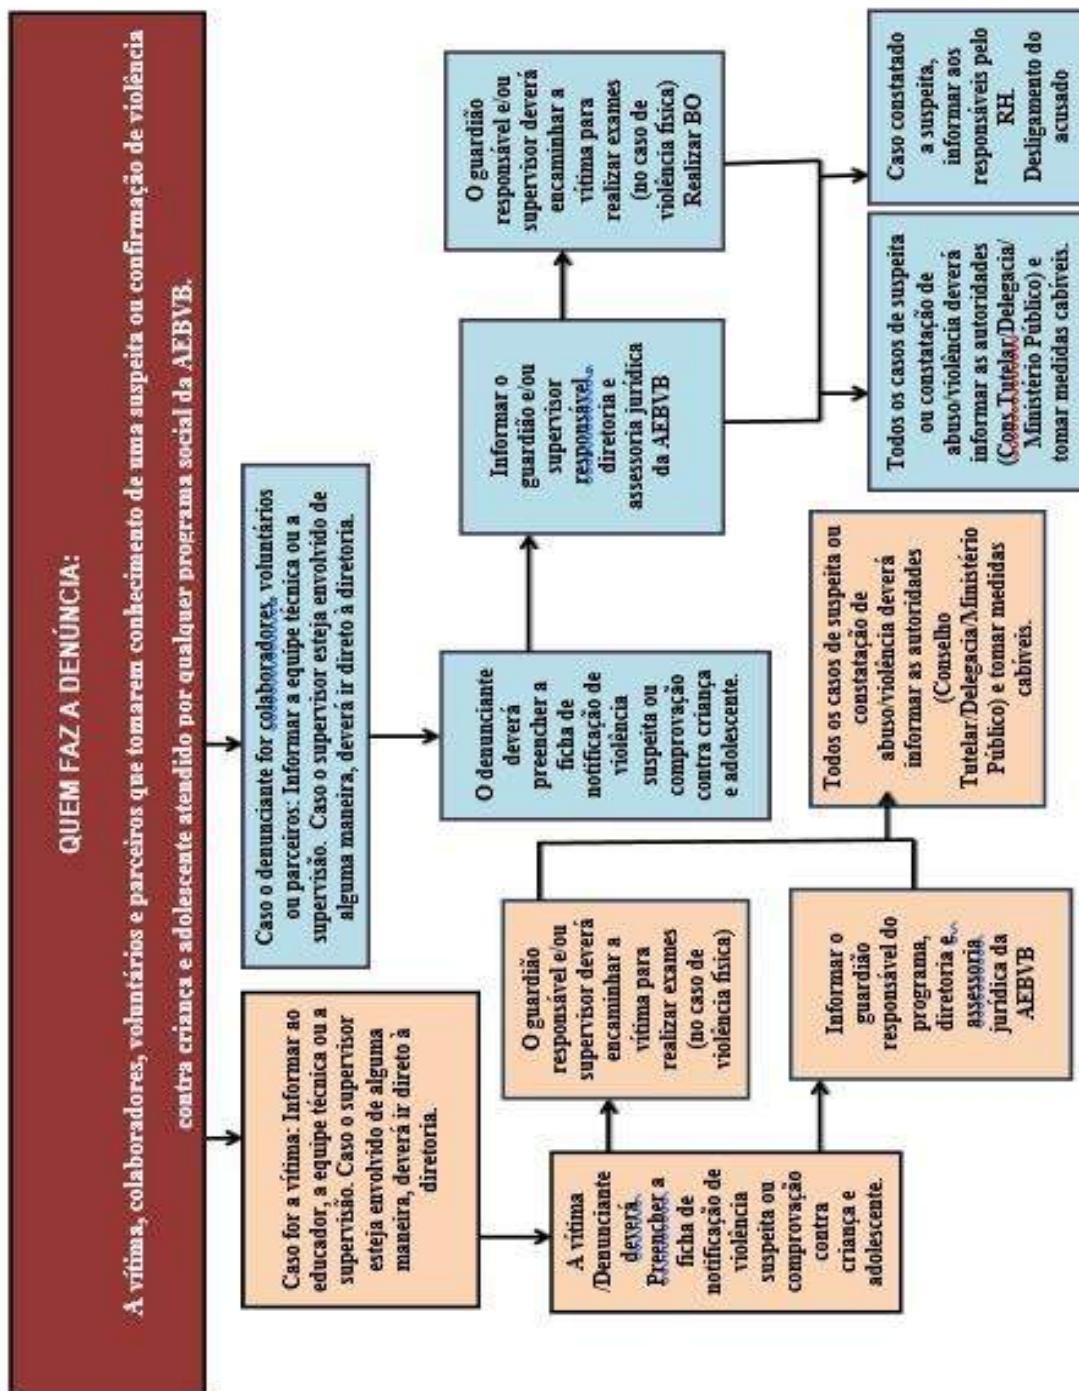 QUEM FAZ A DENÚNCIA:
A vítima, colaboradores, voluntários e parceiros que tomarem conhecimento de uma suspeita ou confirmação de violência
contra criança e adolescente atendido por qualquer programa social da AEBVB.
Caso for a vítima: Informar ao
educador, a equipe técnica ou a
supervisão. Caso o supervisor
esteja envolvido de alguma
maneira, deverá ir direto à
diretoria.
A vítima
/Denunciante
deverá
Preencher a
ficha de
notificação de
violência
suspeita ou
comprovação
contra
criança e
adolescente.
O guardião
responsável e/ou
supervisor deverá
encaminhar a
vítima para
realizar exames
(no caso de
violência física)
Informar o
guardião
responsável do
programa,
diretoria e
assessoria
jurídica da
AEBVB
Todos os casos de suspeita ou
constatação de
abuso/violência deverá
informar as autoridades
(Conselho
Tutelar/Delegacia/Ministério
Público) e tomar medidas
cabíveis.
Caso o denunciante for colaboradores, voluntários
ou parceiros: Informar a equipe técnica ou a
supervisão. Caso o supervisor esteja envolvido de
alguma maneira, deverá ir direto à diretoria.
O denunciante
deverá
preencher a
ficha de
notificação de
violência
suspeita ou
comprovação
contra criança
e adolescente.
Informar o
guardião e/ou
supervisor
responsável,
diretoria e
assessoria jurídica
da AEBVB
O guardião
responsável e/ou
supervisor deverá
encaminhar a
vítima para
realizar exames
(no caso de
violência física)
Realizar BO
Todos os casos de suspeita
ou constatação de
abuso/violência deverá
informar as autoridades
(Cons Tutelar/Delegacia/
Ministério Público) e
tomar medidas cabíveis.
Caso constatado
a suspeita,
informar aos
responsáveis pelo
RH.
Desligamento do
acusado